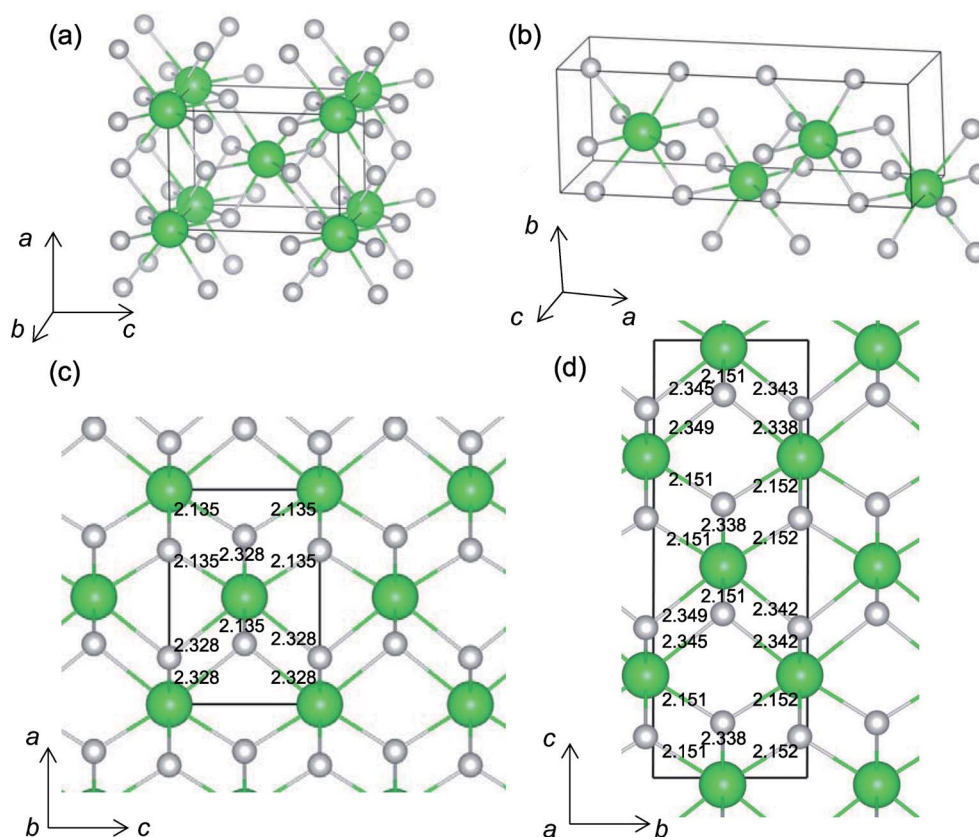 (a)
(b)
a
b
c
b
c
a
(c)
(d)
2.135 2.135
2.135 2.328 2.135
2.135
2.328 2.328
2.328 2.328
a
b
c
2.151
2.345 2.343
2.349 2.338
2.151 2.152
2.338
2.151 2.152
2.151
2.349 2.342
2.345 2.342
2.151 2.152
2.338
2.151 2.152
c
a
b